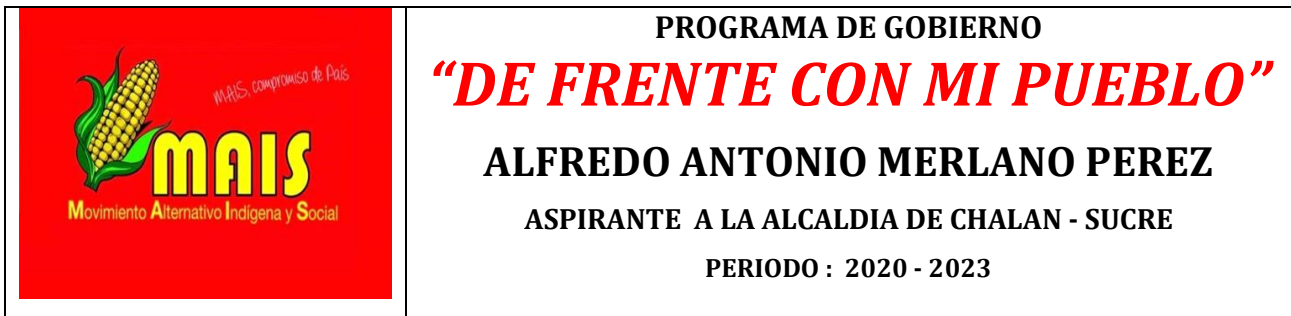 MAIS, compromiso de País
MAIS
Movimiento Alternativo Indígena y Social
PROGRAMA DE GOBIERNO
“DE FRENTE CON MI PUEBLO”
ALFREDO ANTONIO MERLANO PEREZ
ASPIRANTE A LA ALCALDIA DE CHALAN - SUCRE
PERIODO : 2020 - 2023